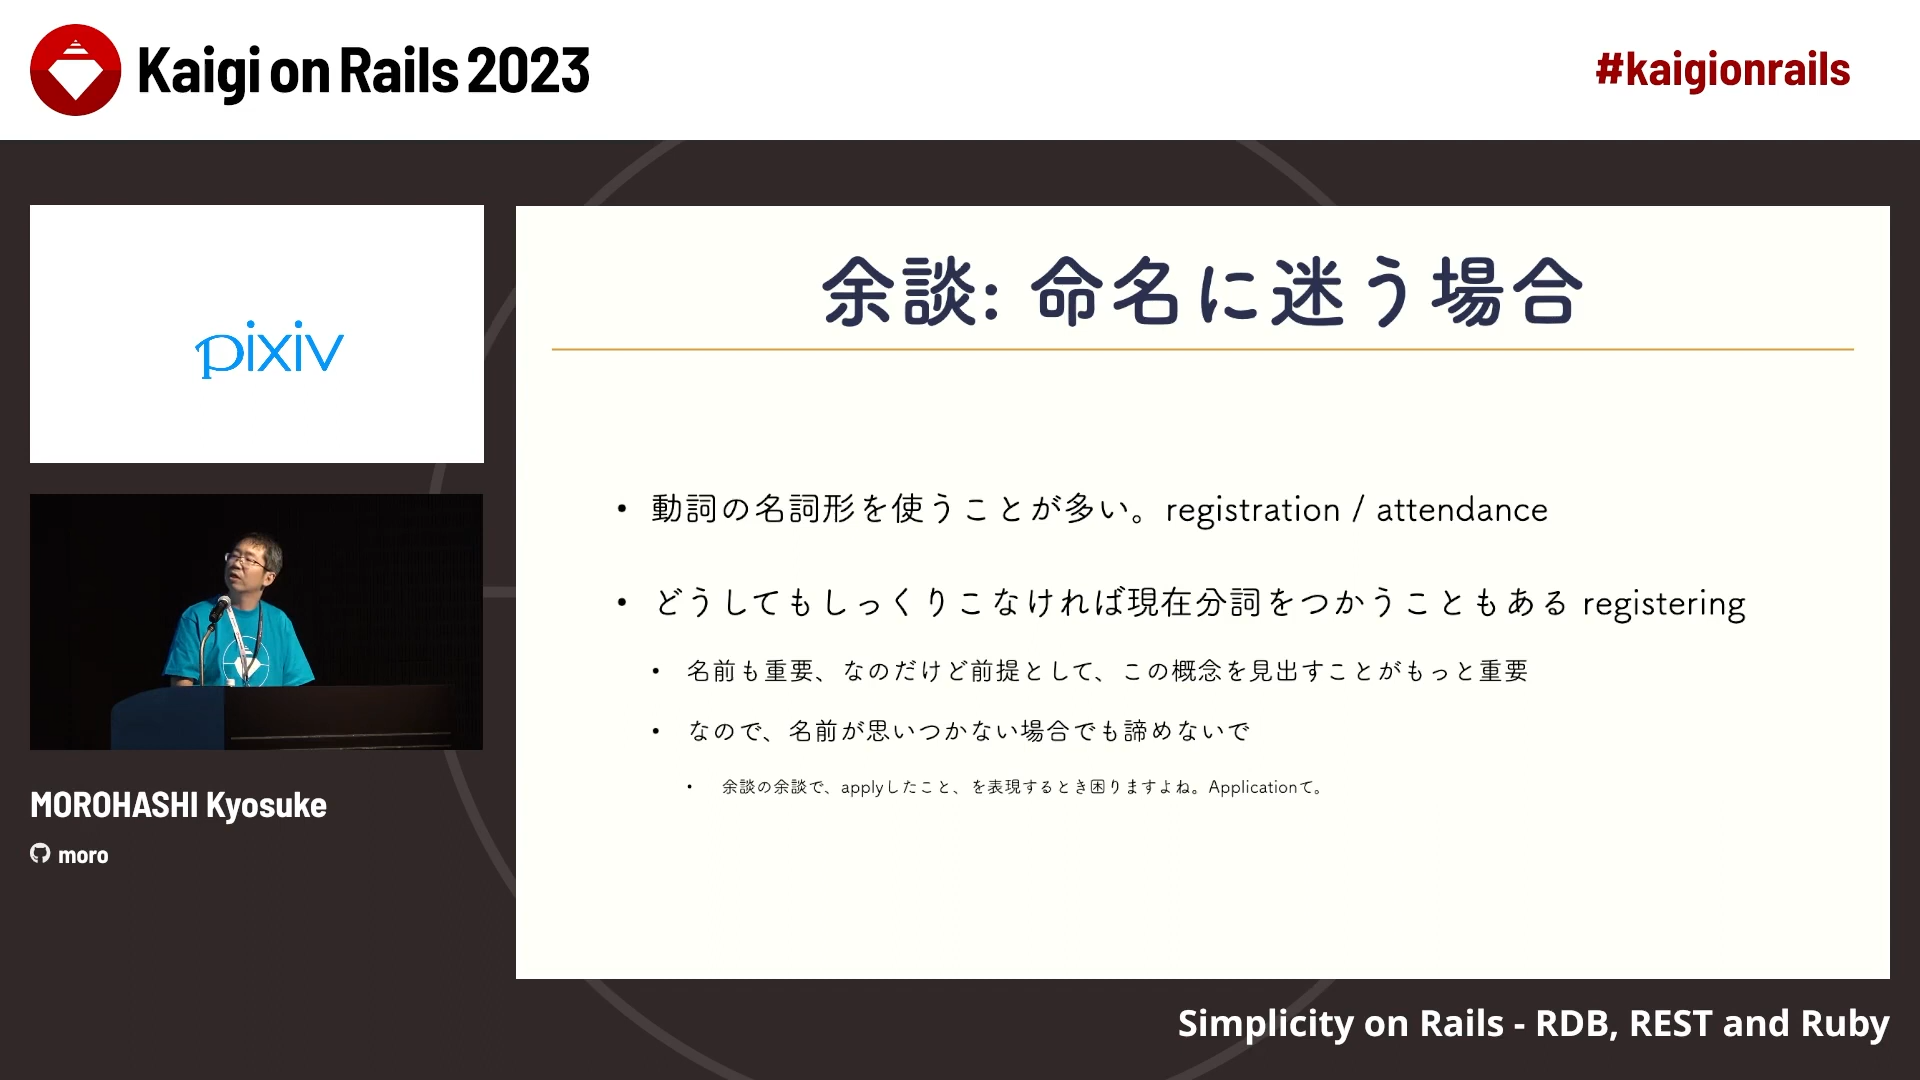 Kaigi on Rails 2023
#kaigionrails
pixiv
余談: 命名に迷う場合
• 動詞の名詞形を使うことが多い。registration / attendance
• どうしてもしっくりこなければ現在分詞をつかうこともある registering
• 名前も重要、なのだけど前提として、この概念を見出すことがもっと重要
• なので、名前が思いつかない場合でも諦めないで
• 余談の余談で、applyしたこと、を表現するとき困りますよね。Applicationて。
MOROHASHI Kyosuke
moro
Simplicity on Rails - RDB, REST and Ruby